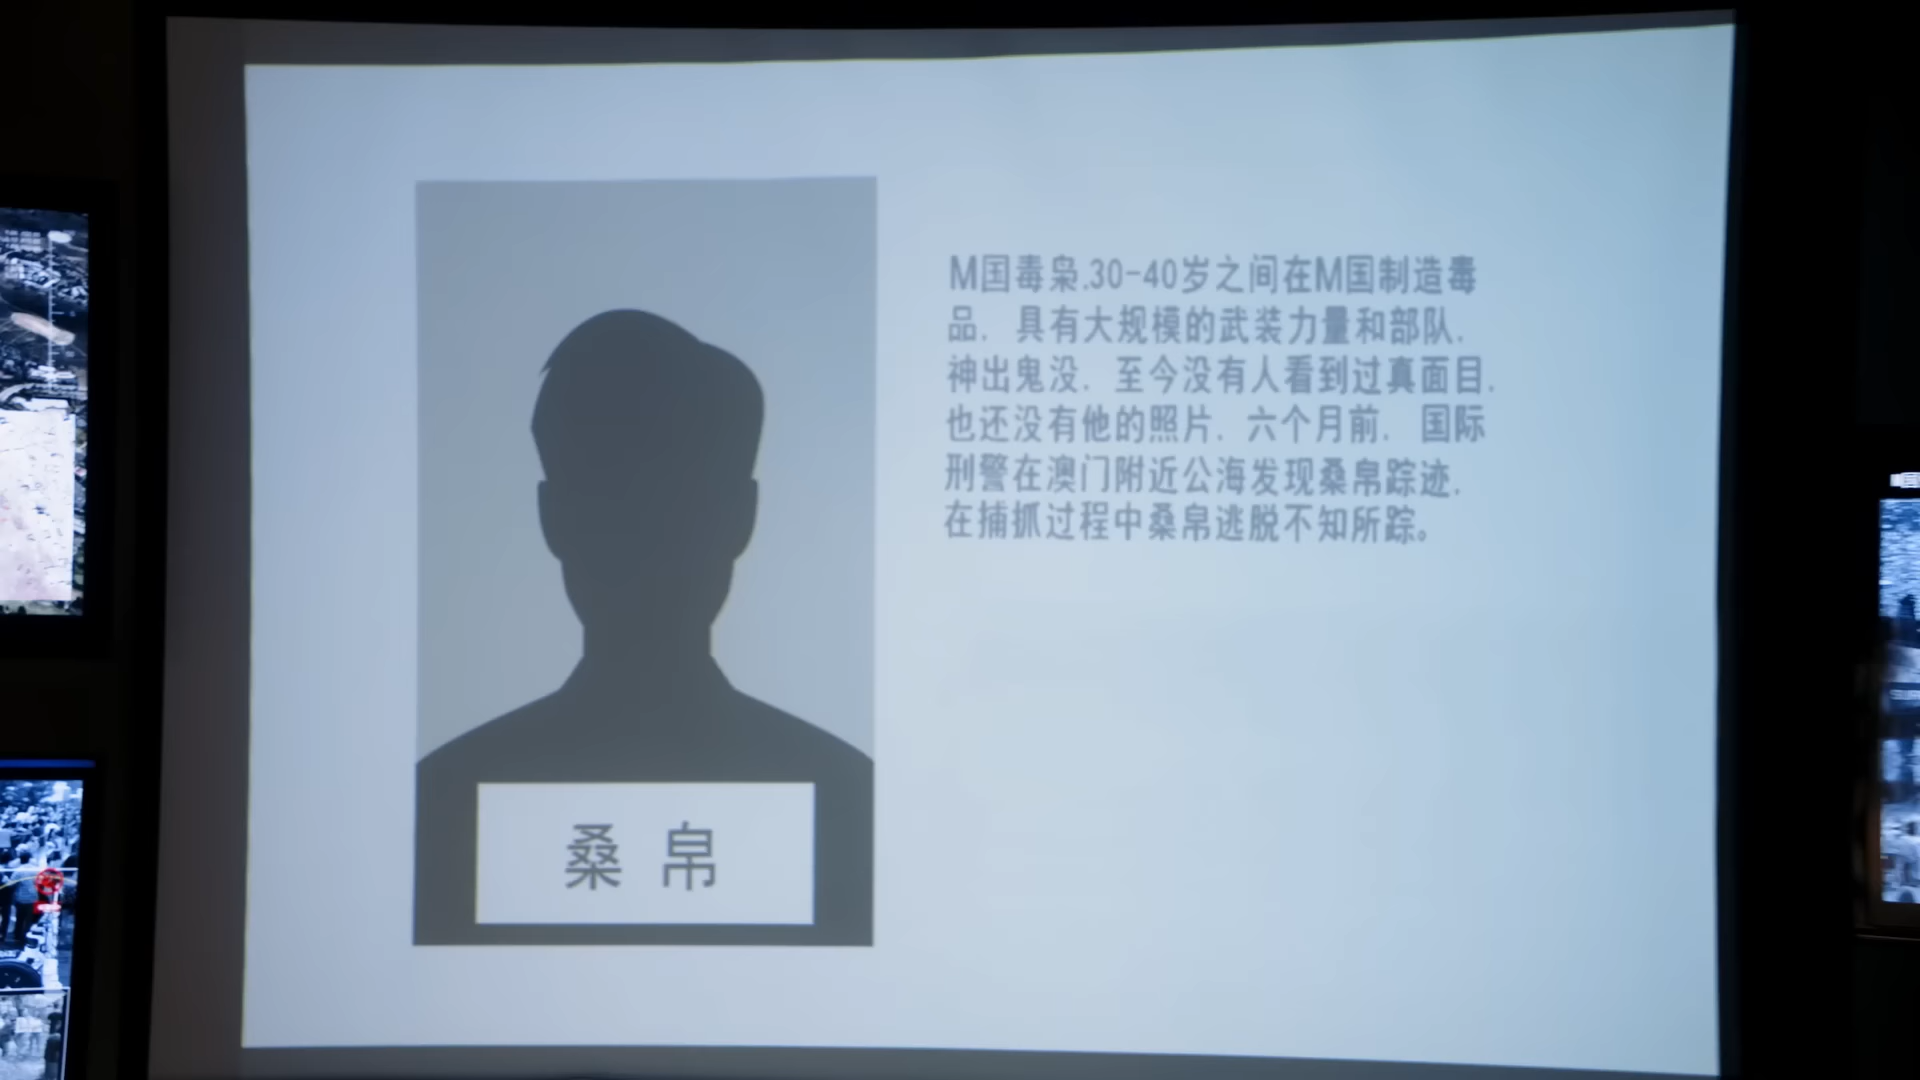 M国毒枭.30-40岁之间在M国制造毒
品. 具有大规模的武装力量和部队.
神出鬼没. 至今没有人看到过真面目.
也还没有他的照片. 六个月前. 国际
刑警在澳门附近公海发现桑帛踪迹.
在捕抓过程中桑帛逃脱不知所踪。
桑帛